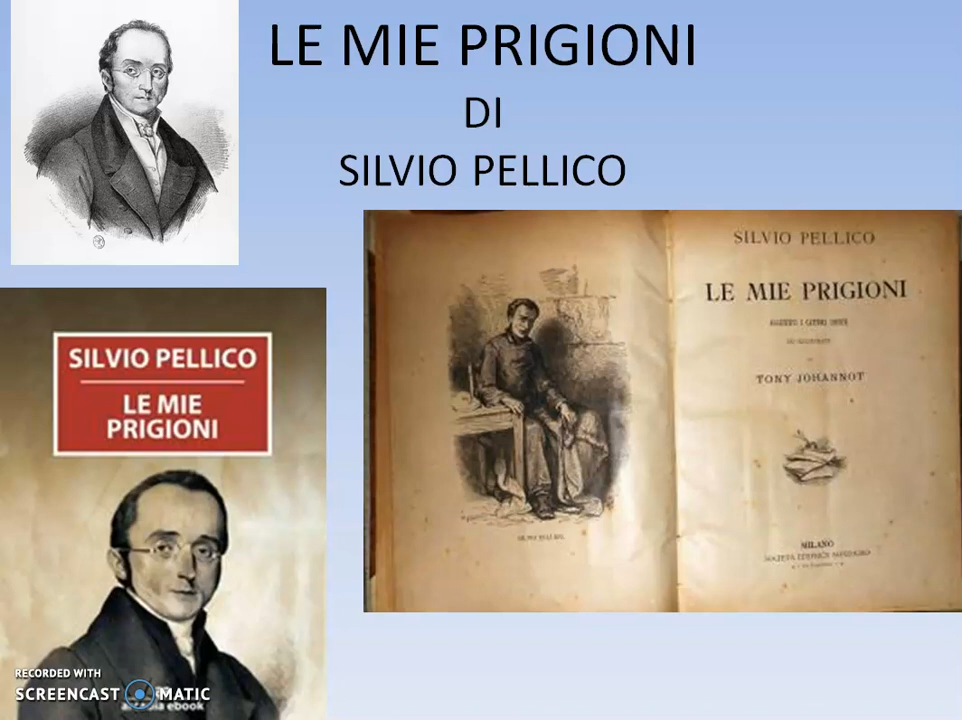 LE MIE PRIGIONI
DI
SILVIO PELLICO
SILVIO PELLICO
LE MIE PRIGIONI
TONY JOHANNOT
MILANO
SILVIO PELLICO
LE MIE
PRIGIONI
RECORDED WITH
SCREENCAST MATIC
ebook